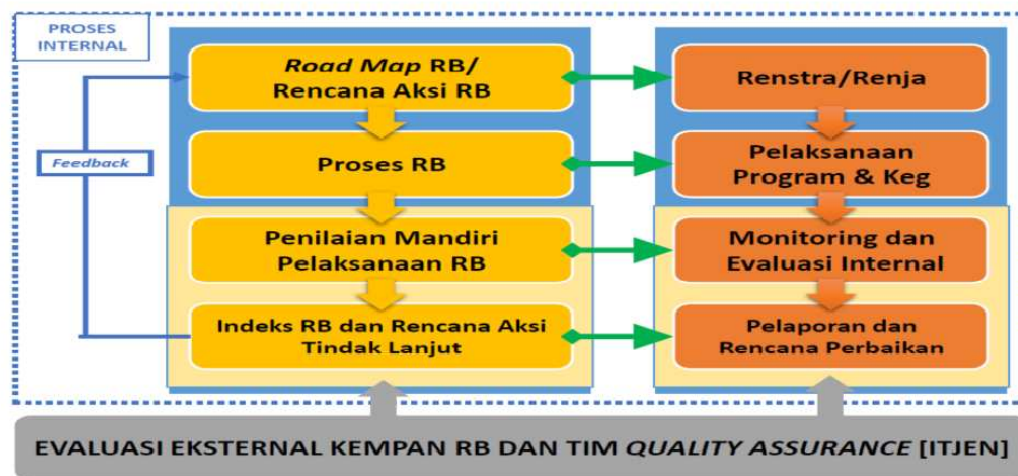 PROSES
INTERNAL
Road Map RB/
Rencana Aksi RB
Renstra/Renja
Feedback
Proses RB
Pelaksanaan
Program & Keg
Penilaian Mandiri
Pelaksanaan RB
Monitoring dan
Evaluasi Internal
Indeks RB dan Rencana Aksi
Tindak Lanjut
Pelaporan dan
Rencana Perbaikan
EVALUASI EKSTERNAL KEMPAN RB DAN TIM QUALITY ASSURANCE [ITJEN]